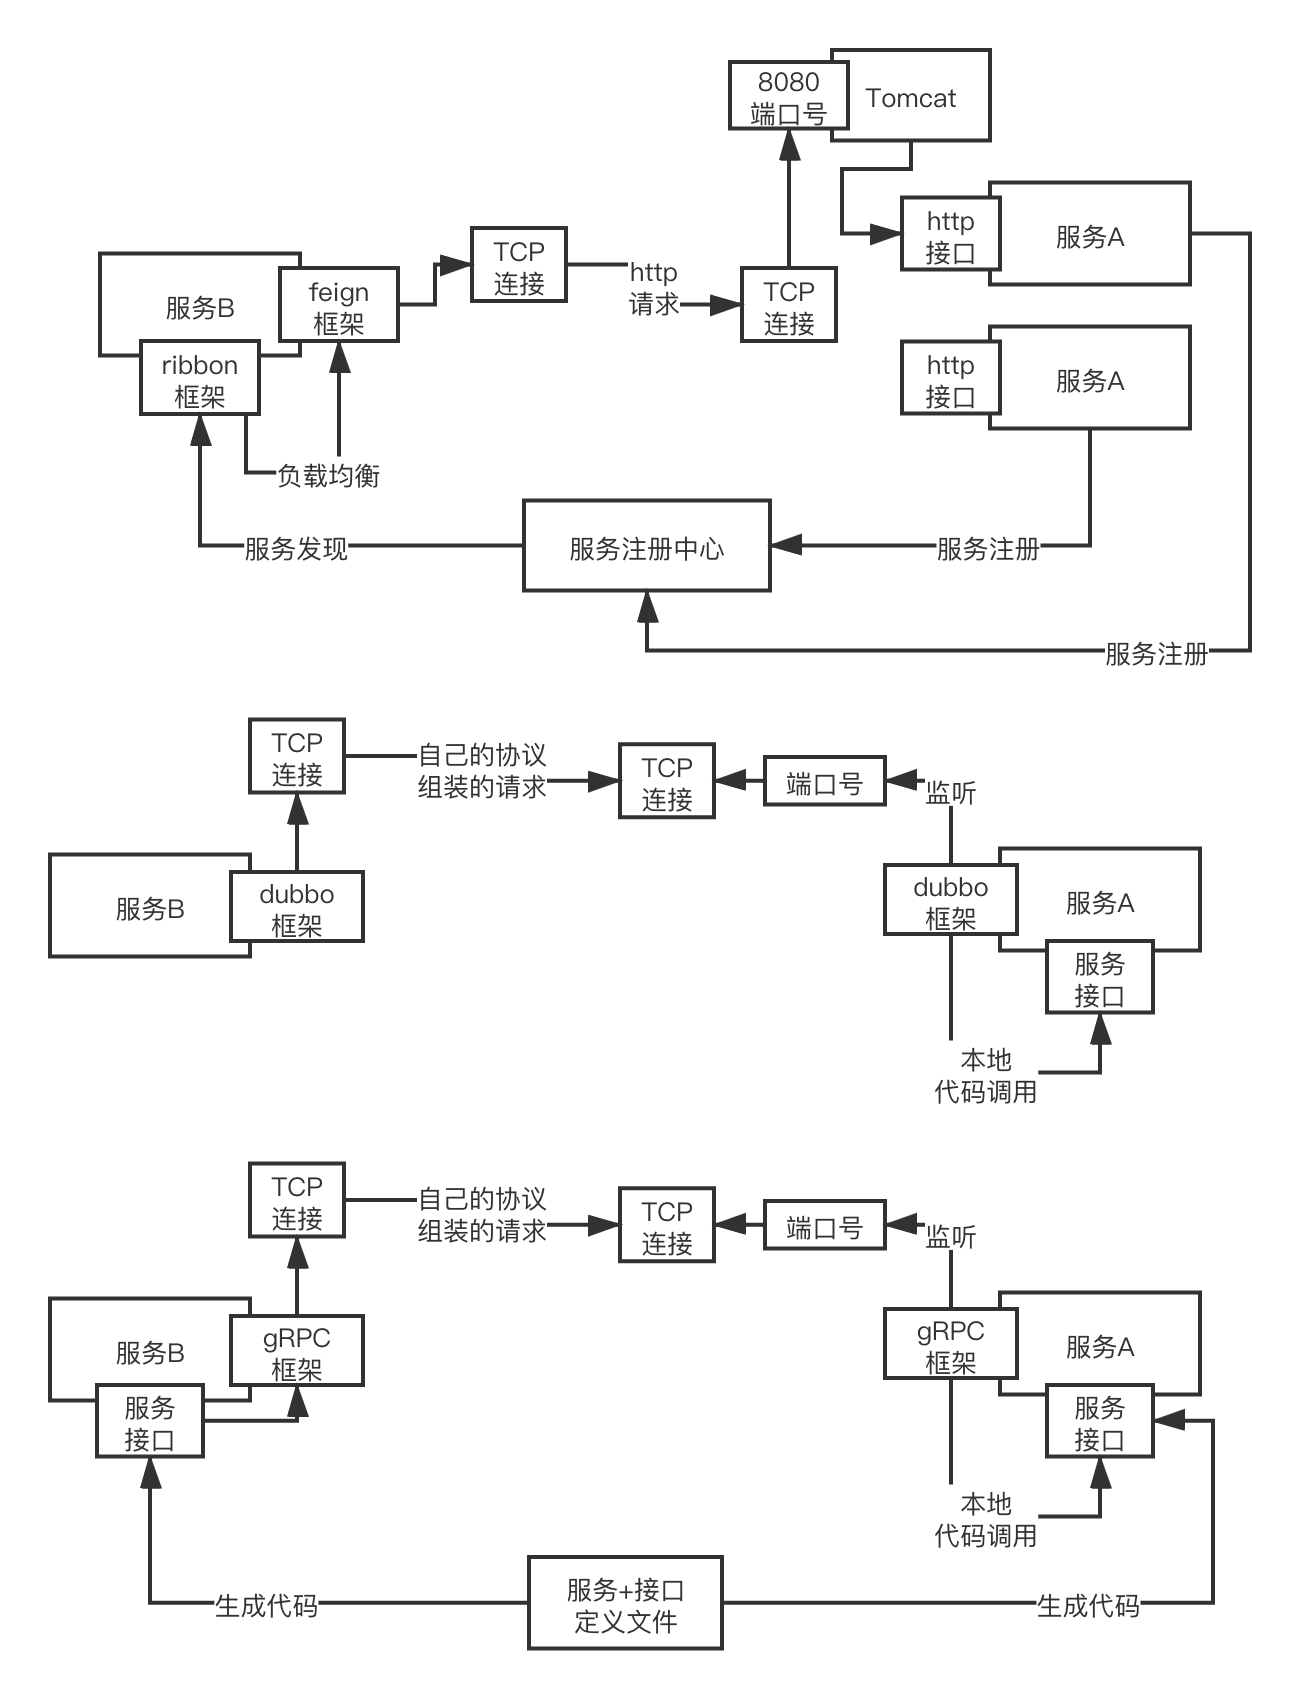 8080
端口号
Tomcat
http
接口
服务A
TCP
连接
http
请求
TCP
连接
服务B
feign
框架
ribbon
框架
http
接口
服务A
负载均衡
服务发现
服务注册中心
服务注册
服务注册
TCP
连接
自己的协议
组装的请求
TCP
连接
端口号
监听
服务B
dubbo
框架
dubbo
框架
服务A
服务
接口
本地
代码调用
TCP
连接
自己的协议
组装的请求
TCP
连接
端口号
监听
服务B
gRPC
框架
服务
接口
gRPC
框架
服务A
服务
接口
本地
代码调用
生成代码
服务+接口
定义文件
生成代码